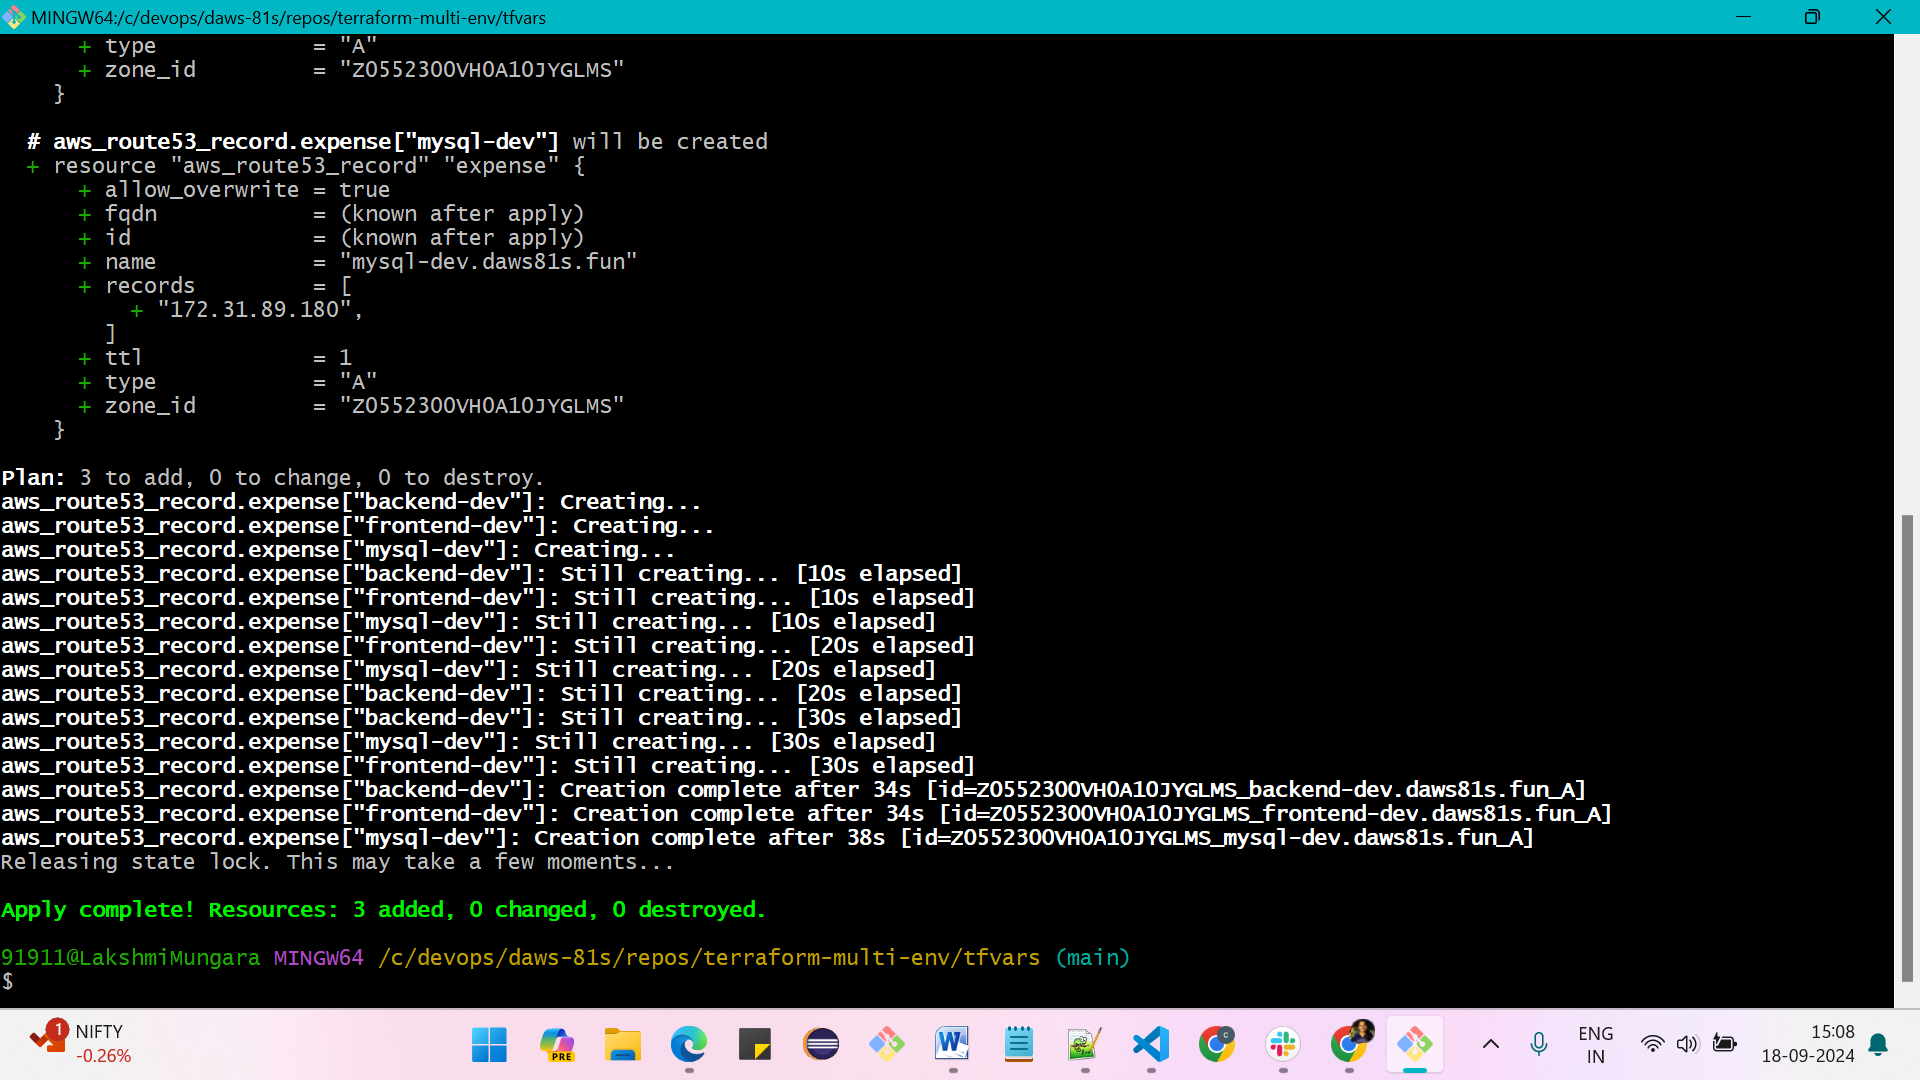 MINGW64:/c/devops/daws-81s/repos/terraform-multi-env/tfvars
      + type            = "A"
      + zone_id         = "Z0552300VH0A10JYGLMS"
    }

  # aws_route53_record.expense["mysql-dev"] will be created
  + resource "aws_route53_record" "expense" {
      + allow_overwrite = true
      + fqdn            = (known after apply)
      + id              = (known after apply)
      + name            = "mysql-dev.daws81s.fun"
      + records         = [
          + "172.31.89.180",
        ]
      + ttl             = 1
      + type            = "A"
      + zone_id         = "Z0552300VH0A10JYGLMS"
    }

Plan: 3 to add, 0 to change, 0 to destroy.
aws_route53_record.expense["backend-dev"]: Creating...
aws_route53_record.expense["frontend-dev"]: Creating...
aws_route53_record.expense["mysql-dev"]: Creating...
aws_route53_record.expense["backend-dev"]: Still creating... [10s elapsed]
aws_route53_record.expense["frontend-dev"]: Still creating... [10s elapsed]
aws_route53_record.expense["mysql-dev"]: Still creating... [10s elapsed]
aws_route53_record.expense["frontend-dev"]: Still creating... [20s elapsed]
aws_route53_record.expense["mysql-dev"]: Still creating... [20s elapsed]
aws_route53_record.expense["backend-dev"]: Still creating... [20s elapsed]
aws_route53_record.expense["backend-dev"]: Still creating... [30s elapsed]
aws_route53_record.expense["mysql-dev"]: Still creating... [30s elapsed]
aws_route53_record.expense["frontend-dev"]: Still creating... [30s elapsed]
aws_route53_record.expense["backend-dev"]: Creation complete after 34s [id=Z0552300VH0A10JYGLMS_backend-dev.daws81s.fun_A]
aws_route53_record.expense["frontend-dev"]: Creation complete after 34s [id=Z0552300VH0A10JYGLMS_frontend-dev.daws81s.fun_A]
aws_route53_record.expense["mysql-dev"]: Creation complete after 38s [id=Z0552300VH0A10JYGLMS_mysql-dev.daws81s.fun_A]
Releasing state lock. This may take a few moments...

Apply complete! Resources: 3 added, 0 changed, 0 destroyed.

91911@LakshmiMungara MINGW64 /c/devops/daws-81s/repos/terraform-multi-env/tfvars (main)
$
1 NIFTY
-0.26%
PRE
C
ENG
IN
15:08
18-09-2024